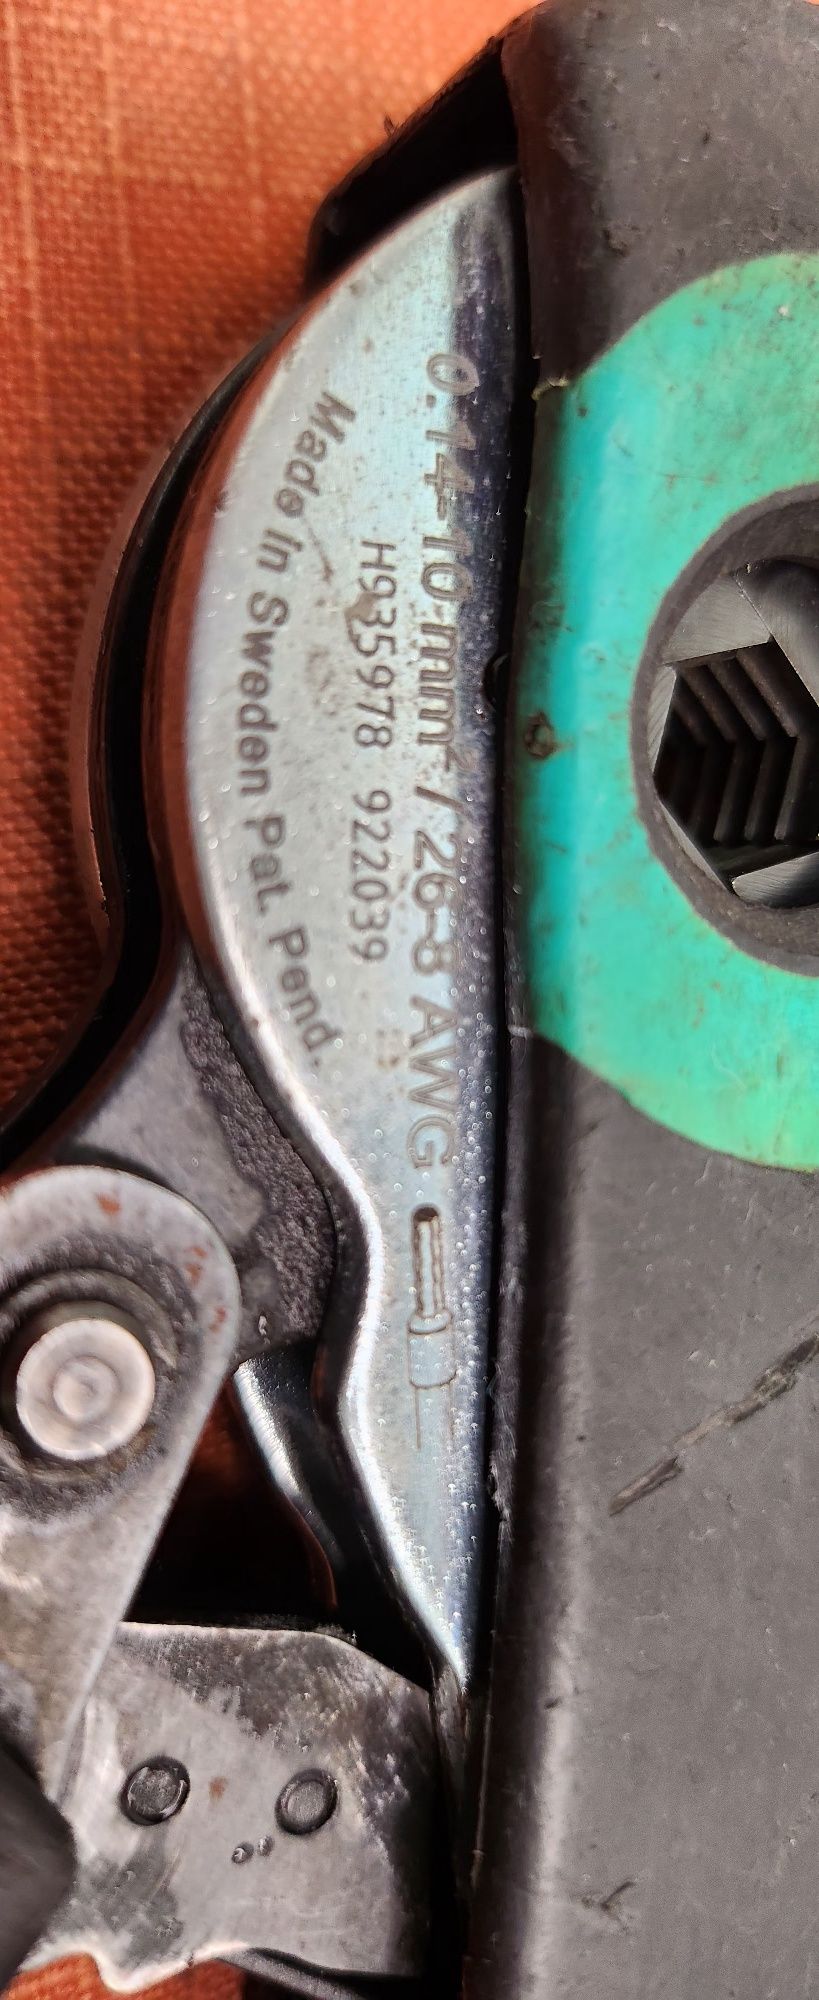 0.14-10 mm² / 26-8 AWG
H935978 922039
Made in Sweden Pat. Pend.